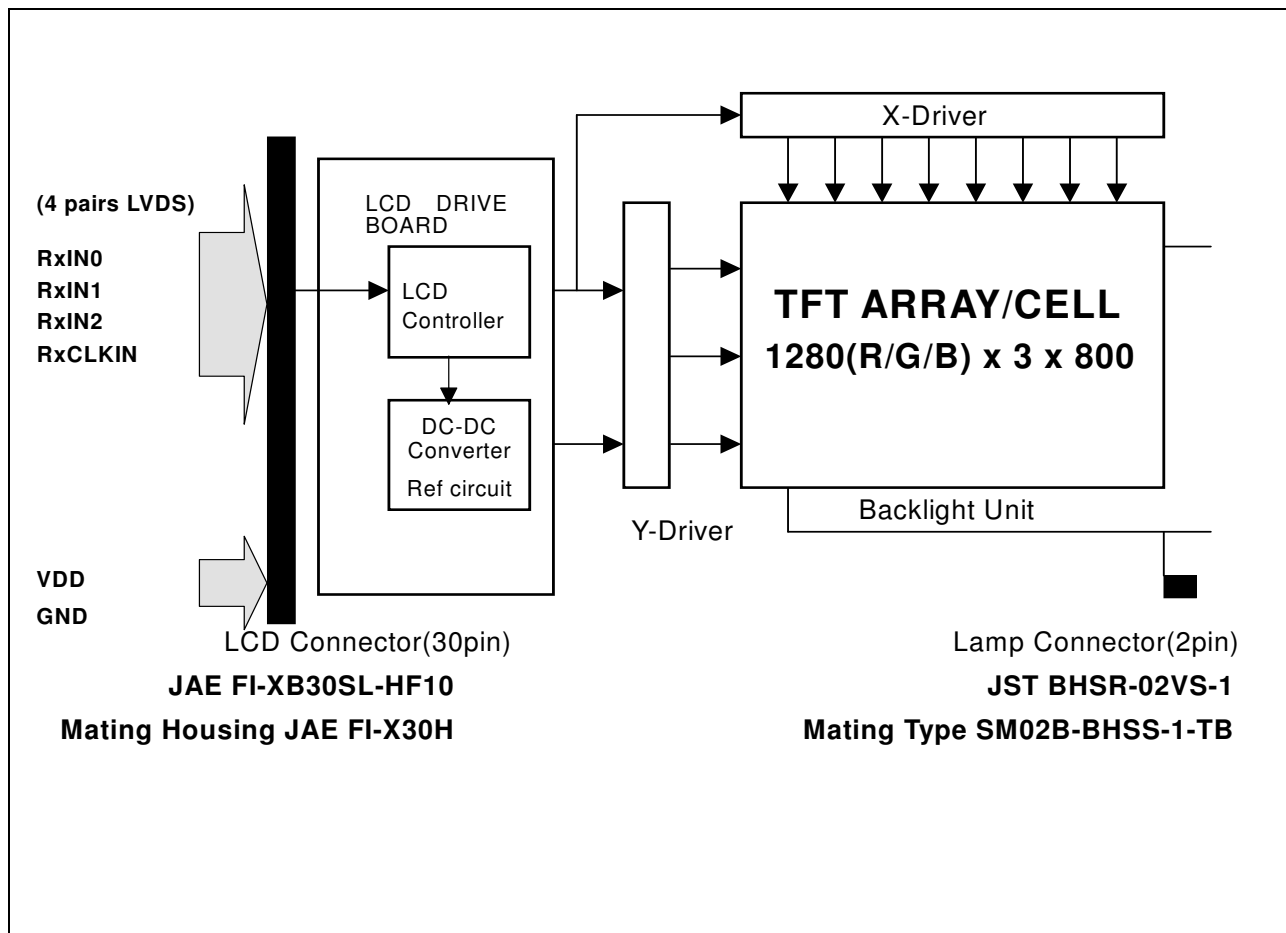 X-Driver
(4 pairs LVDS)
RxIN0
RxIN1
RxIN2
RxCLKIN
LCD DRIVE
BOARD
LCD
Controller
DC-DC
Converter
Ref circuit
TFT ARRAY/CELL
1280(R/G/B) x 3 x 800
Backlight Unit
Y-Driver
VDD
GND
LCD Connector(30pin)
JAE FI-XB30SL-HF10
Mating Housing JAE FI-X30H
Lamp Connector(2pin)
JST BHSR-02VS-1
Mating Type SM02B-BHSS-1-TB